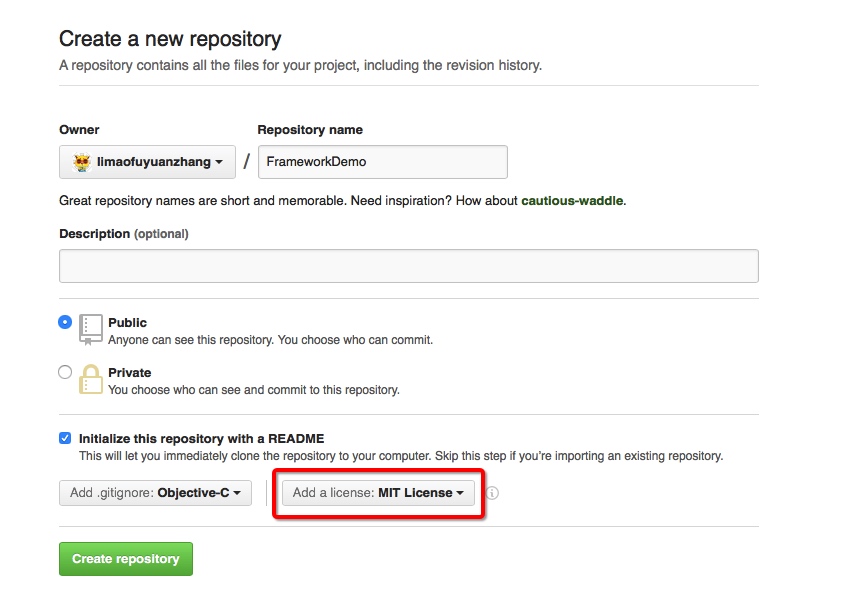 Create a new repository
A repository contains all the files for your project, including the revision history.
Owner
Repository name
limaofuyuanzhang
/
FrameworkDemo
Great repository names are short and memorable. Need inspiration? How about cautious-waddle.
Description (optional)
Public
Anyone can see this repository. You choose who can commit.
Private
You choose who can see and commit to this repository.
Initialize this repository with a README
This will let you immediately clone the repository to your computer. Skip this step if you’re importing an existing repository.
Add .gitignore: Objective-C
Add a license: MIT License
Create repository